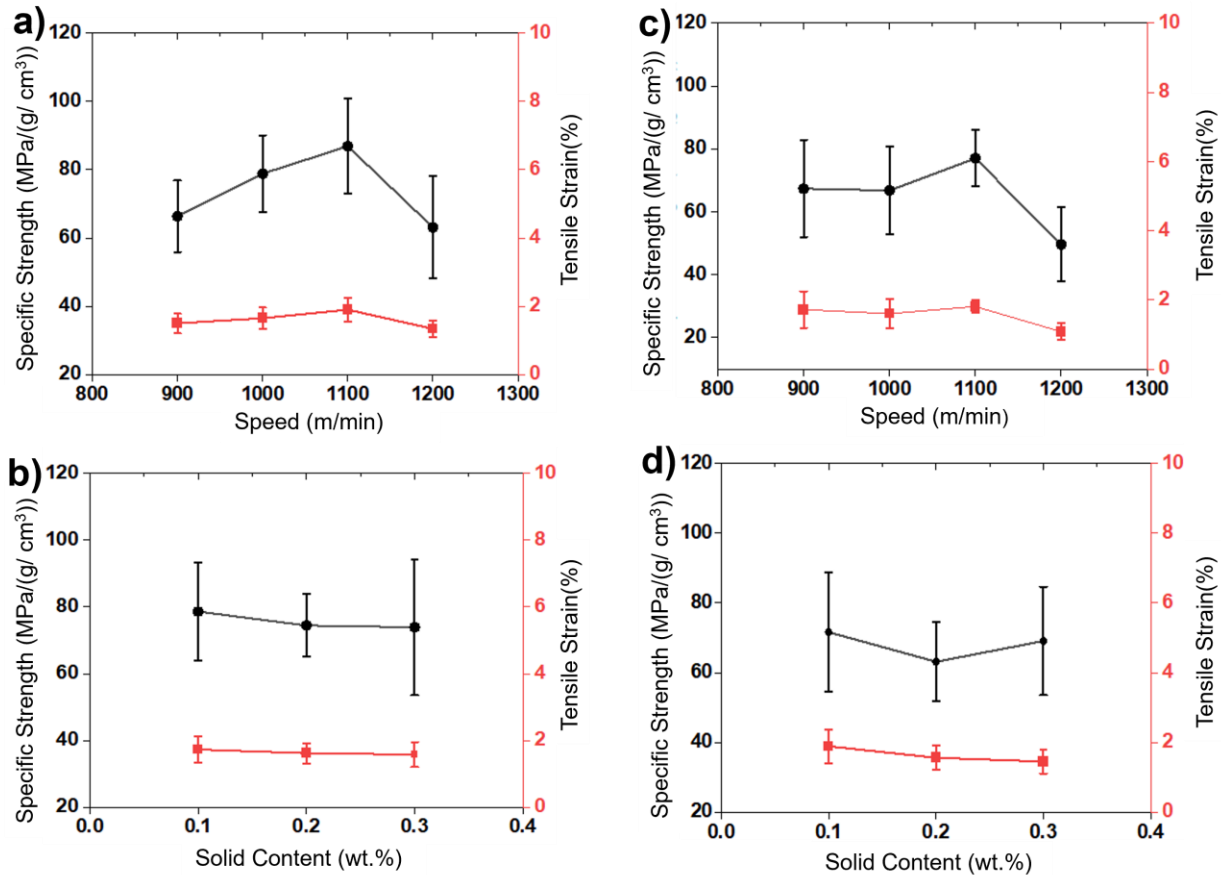 a)
120
100
80
60
40
20
Specific Strength (MPa/(g/ cm³))
10
8
6
4
2
0
Tensile Strain(%)
800 900 1000 1100 1200 1300
Speed (m/min)
c)
120
100
80
60
40
20
Specific Strength (MPa/(g/ cm³))
10
8
6
4
2
0
Tensile Strain(%)
800 900 1000 1100 1200 1300
Speed (m/min)
b)
120
100
80
60
40
20
Specific Strength (MPa/(g/ cm³))
10
8
6
4
2
0
Tensile Strain(%)
0.0 0.1 0.2 0.3 0.4
Solid Content (wt.%)
d)
120
100
80
60
40
20
Specific Strength (MPa/(g/ cm³))
10
8
6
4
2
0
Tensile Strain(%)
0.0 0.1 0.2 0.3 0.4
Solid Content (wt.%)